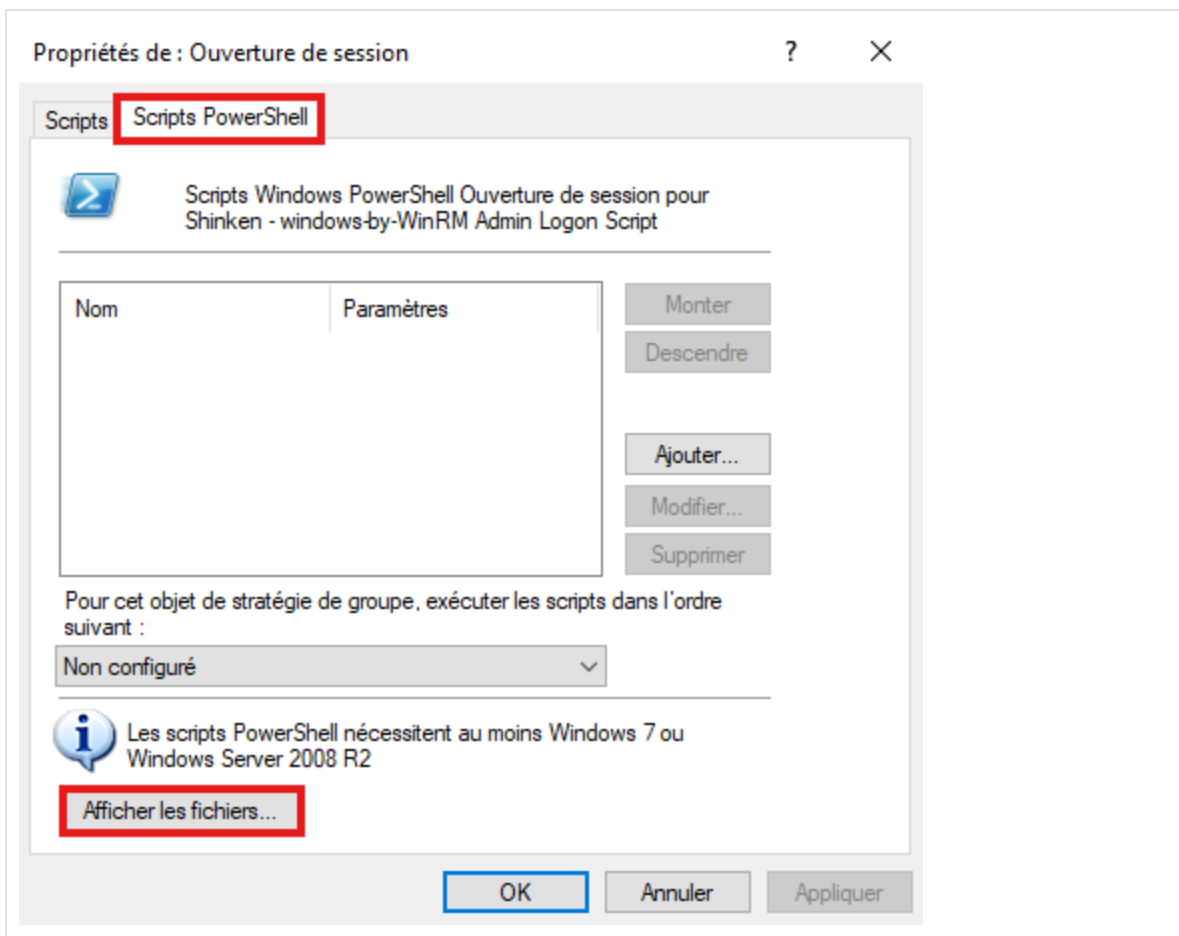 Propriétés de : Ouverture de session
?
Scripts
Scripts PowerShell
Scripts Windows PowerShell Ouverture de session pour
Shinken - windows-by-WinRM Admin Logon Script
Nom
Paramètres
Monter
Descendre
Ajouter...
Modifier...
Supprimer
Pour cet objet de stratégie de groupe, exécuter les scripts dans l'ordre
suivant :
Non configuré
Les scripts PowerShell nécessitent au moins Windows 7 ou
Windows Server 2008 R2
Afficher les fichiers...
OK
Annuler
Appliquer